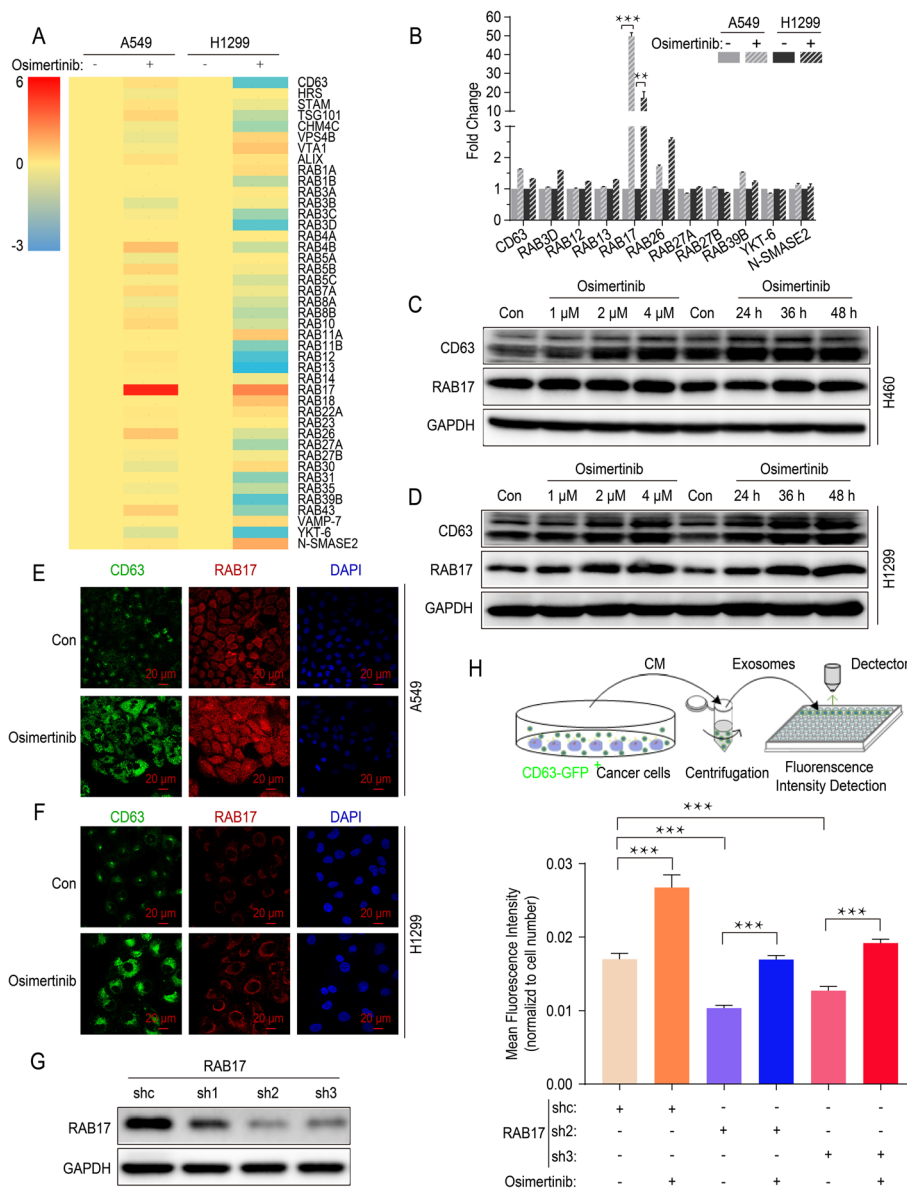 A
A549
H1299
Osimertinib:
-
+
-
+
6
0
-3
CD63
HRS
STAM
TSG101
CHM4C
VPS4B
VTA1
ALIX
RAB1A
RAB1B
RAB3A
RAB3B
RAB3C
RAB3D
RAB4A
RAB4B
RAB5A
RAB5B
RAB5C
RAB7A
RAB8A
RAB8B
RAB10
RAB11A
RAB11B
RAB12
RAB13
RAB14
RAB17
RAB18
RAB22A
RAB23
RAB26
RAB27A
RAB27B
RAB30
RAB31
RAB35
RAB39B
RAB43
VAMP-7
YKT-6
N-SMASE2
B
A549
H1299
Osimertinib:
-
+
-
+
Fold Change
60
50
40
30
20
10
3
2
1
0
***
**
CD63
RAB3D
RAB12
RAB13
RAB17
RAB26
RAB27A
RAB27B
RAB39B
YKT-6
N-SMASE2
C
Osimertinib
Osimertinib
Con
1 µM
2 µM
4 µM
Con
24 h
36 h
48 h
CD63
RAB17
GAPDH
H460
D
Osimertinib
Osimertinib
Con
1 µM
2 µM
4 µM
Con
24 h
36 h
48 h
CD63
RAB17
GAPDH
H1299
E
CD63
RAB17
DAPI
Con
20 µm
20 µm
20 µm
Osimertinib
20 µm
20 µm
20 µm
A549
F
CD63
RAB17
DAPI
Con
20 µm
20 µm
20 µm
Osimertinib
20 µm
20 µm
20 µm
H1299
G
RAB17
shc
sh1
sh2
sh3
RAB17
GAPDH
H
CM
Exosomes
Dectector
CD63-GFP+ Cancer cells
Centrifugation
Fluorenscence
Intensity Detection
Mean Fluorescence Intensity
(normalizd to cell number)
0.03
0.02
0.01
0.00
***
***
***
***
***
RAB17
shc: + + - - - -
sh2: - - + + - -
sh3: - - - - + +
Osimertinib: - + - + - +